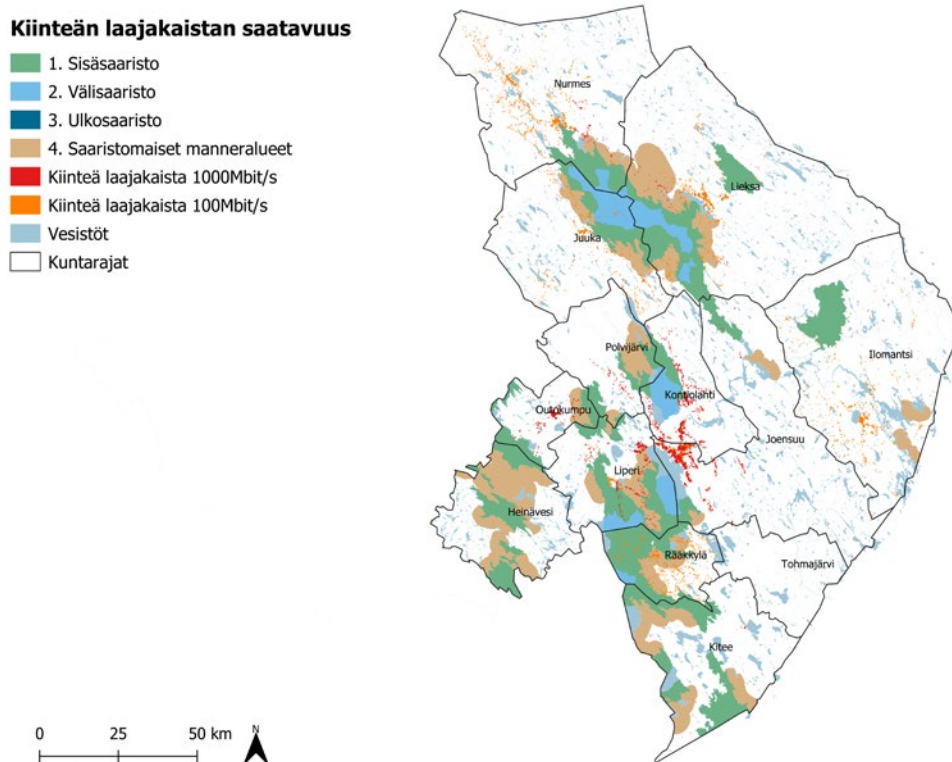 Kiinteän laajakaistan saatavuus
1. Sisäsaaristo
2. Välisaaristo
3. Ulkosaaristo
4. Saaristomaiset manneralueet
Kiinteä laajakaista 1000Mbit/s
Kiinteä laajakaista 100Mbit/s
Vesistöt
Kuntarajat
Nurmes
Lieksa
Juuka
Polvijärvi
Ilomantsi
Kontiolahti
Outokumpu
Joensuu
Liperi
Heinävesi
Rääkkylä
Tohmajärvi
Kitee
0 25 50 km
N